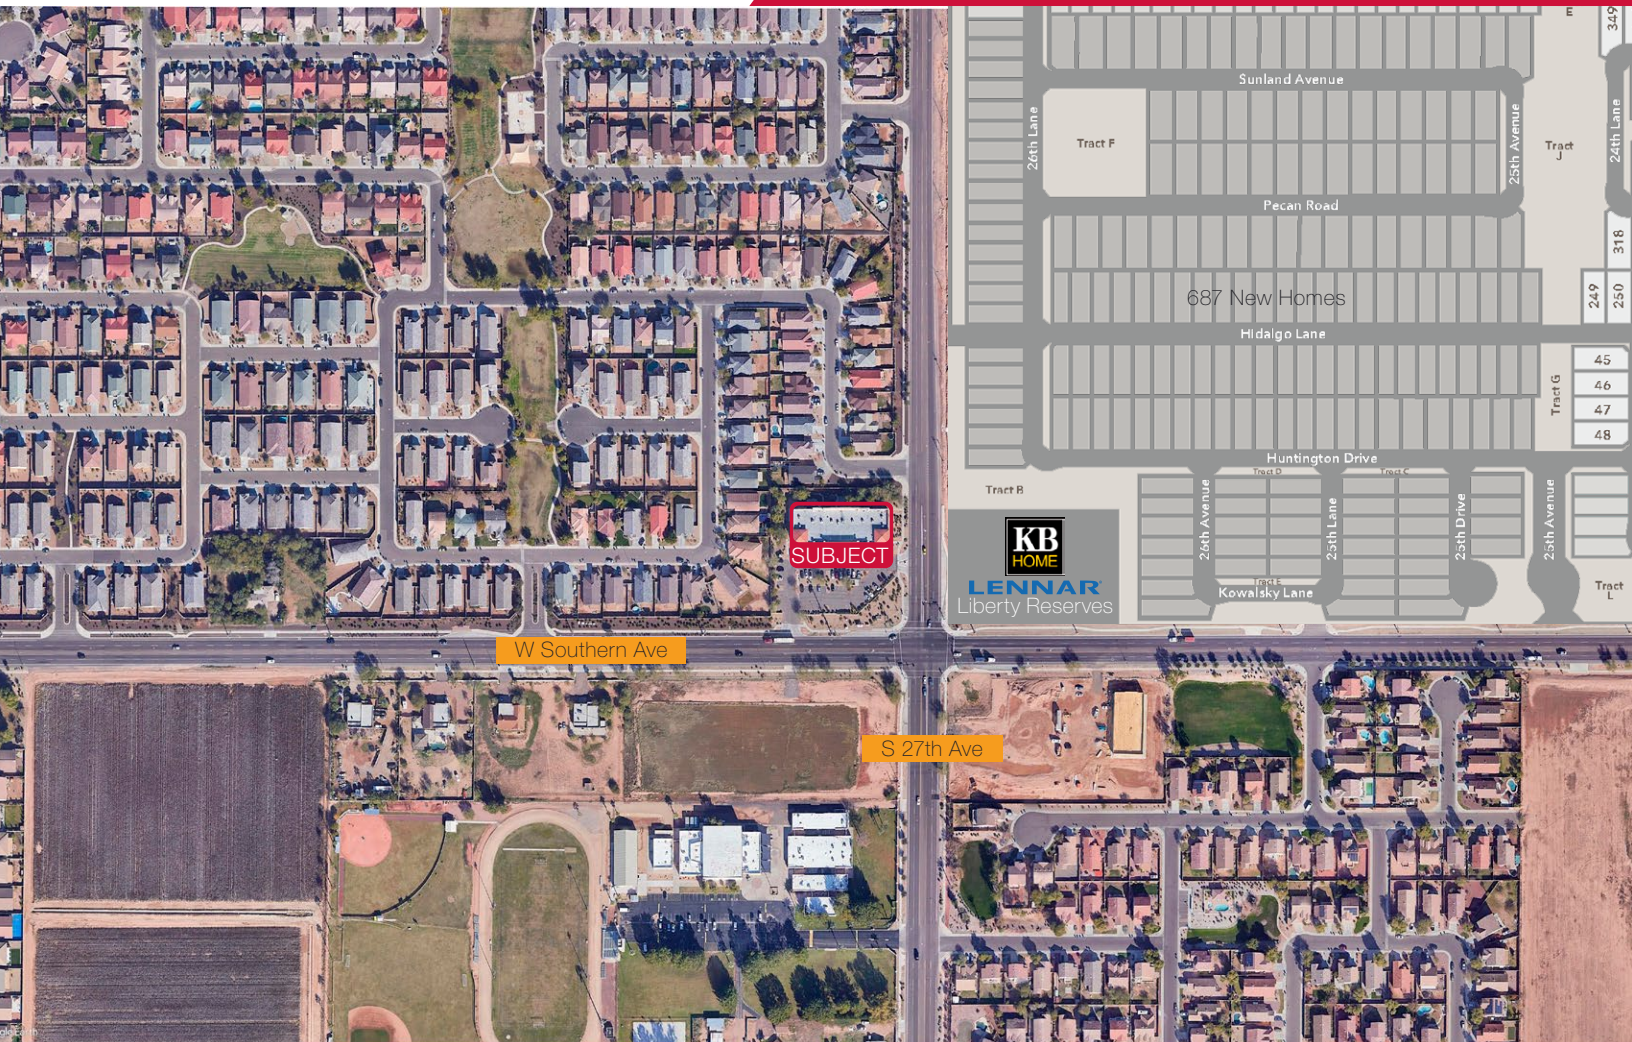 E
349
Sunland Avenue
26th Lane
Tract F
25th Avenue
Tract
J
24th Lane
Pecan Road
318
687 New Homes
249
250
Hidalgo Lane
45
46
47
48
Tract G
Huntington Drive
Tract D
Tract C
Tract B
26th Avenue
25th Lane
25th Drive
25th Avenue
KB
HOME
LENNAR
Liberty Reserves
Tract E
Kowalsky Lane
Tract
L
SUBJECT
W Southern Ave
S 27th Ave